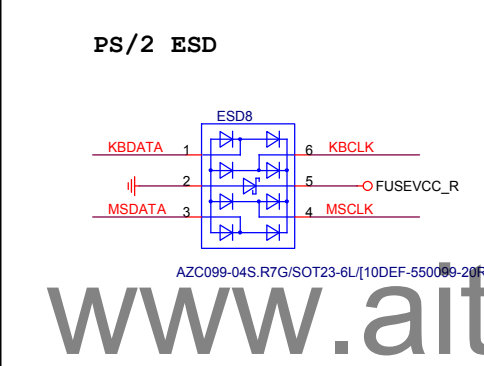 PS/2 ESD
ESD8
KBDATA 1 6 KBCLK
2 5 FUSEVCC_R
MSDATA 3 4 MSCLK
AZC099-04S.R7G/SOT23-6L/[10DEF-550099-20R
www.ait